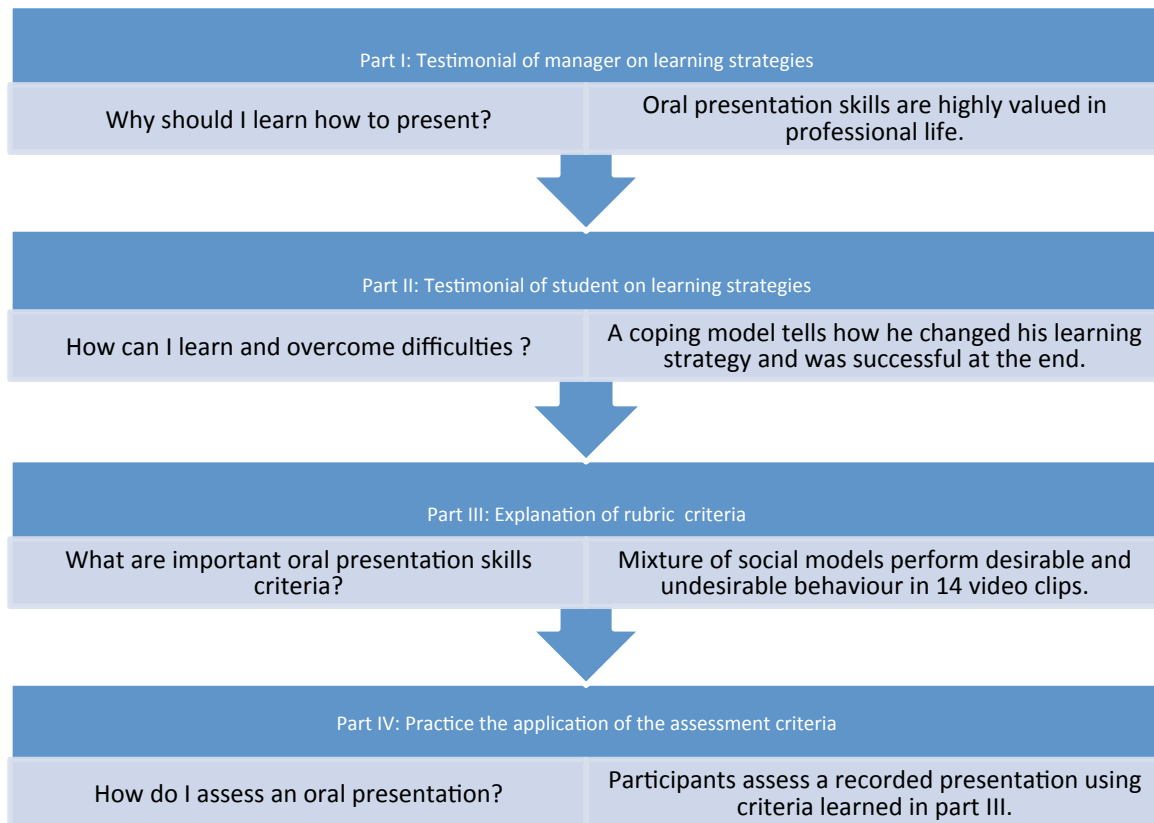 Part I: Testimonial of manager on learning strategies
Why should I learn how to present?
Oral presentation skills are highly valued in
professional life.
Part II: Testimonial of student on learning strategies
How can I learn and overcome difficulties ?
A coping model tells how he changed his learning
strategy and was successful at the end.
Part III: Explanation of rubric  criteria
What are important oral presentation skills
criteria?
Mixture of social models perform desirable and
undesirable behaviour in 14 video clips.
Part IV: Practice the application of the assessment criteria
How do I assess an oral presentation?
Participants assess a recorded presentation using
criteria learned in part III.